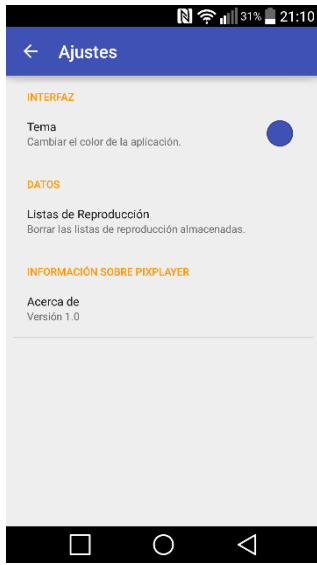 31% 21:10
Ajustes
INTERFAZ
Tema
Cambiar el color de la aplicación.
DATOS
Listas de Reproducción
Borrar las listas de reproducción almacenadas.
INFORMACIÓN SOBRE PIXPLAYER
Acerca de
Versión 1.0